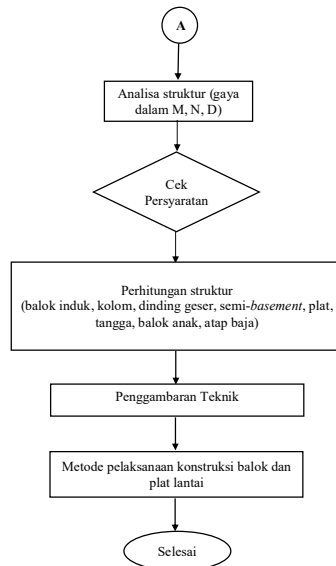 A
Analisa struktur (gaya
dalam M, N, D)
Cek
Persyaratan
Perhitungan struktur
(balok induk, kolom, dinding geser, semi-basement, plat,
tangga, balok anak, atap baja)
Penggambaran Teknik
Metode pelaksanaan konstruksi balok dan
plat lantai
Selesai